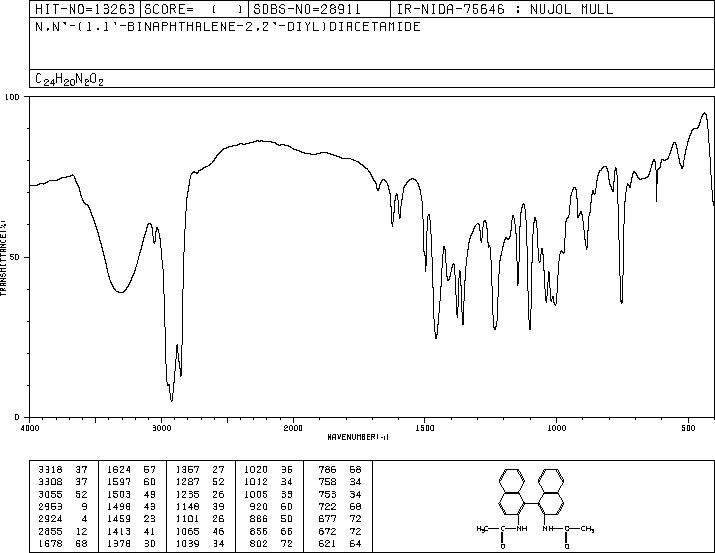 HIT-NO=13263 SCORE= ( ) SDBS-NO=28911 IR-NIDA-75646 : NUJOL MULL
N,N'-(1,1'-BINAPHTHALENE-2,2'-DIYL)DIACETAMIDE
C24H20N2O2
100
50
0
TRANSMITTANCE(%)
4000 3000 2000 1500 1000 500
WAVENUMBER(-1)
3318 37 1624 57 1357 27 1020 35 786 68
3308 37 1597 60 1287 52 1012 34 758 34
3055 52 1503 49 1235 26 1005 33 753 34
2953 9 1498 43 1148 39 920 60 722 68
2924 4 1459 23 1101 26 886 50 677 72
2855 12 1413 41 1065 46 856 66 672 72
1678 68 1378 30 1039 34 802 72 621 64
H3C NH NH CH3
O O